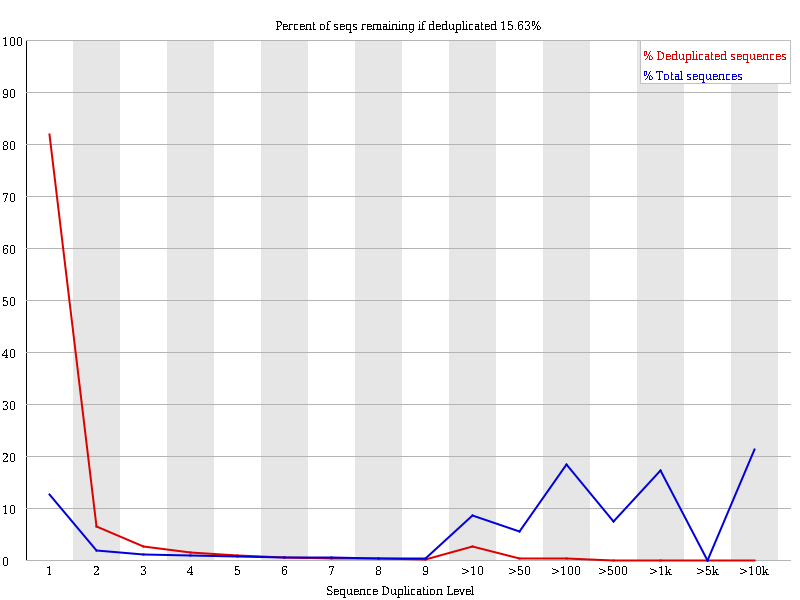 Percent of seqs remaining if deduplicated 15.63%
% Deduplicated sequences
% Total sequences
100
90
80
70
60
50
40
30
20
10
0
1 2 3 4 5 6 7 8 9 >10 >50 >100 >500 >1k >5k >10k
Sequence Duplication Level